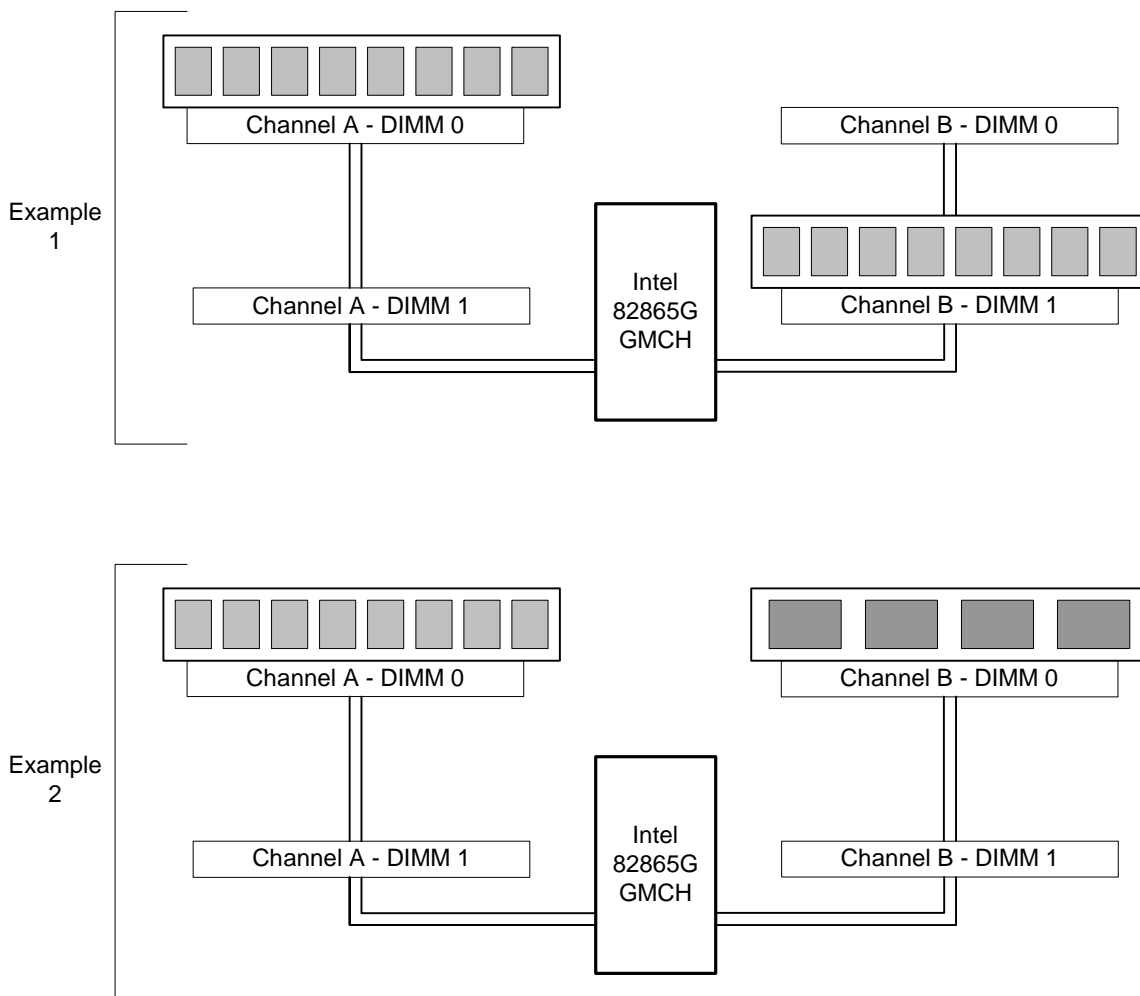 Channel A - DIMM 0
Channel B - DIMM 0
Example
1
Intel
82865G
GMCH
Channel A - DIMM 1
Channel B - DIMM 1
Channel A - DIMM 0
Channel B - DIMM 0
Example
2
Intel
82865G
GMCH
Channel A - DIMM 1
Channel B - DIMM 1